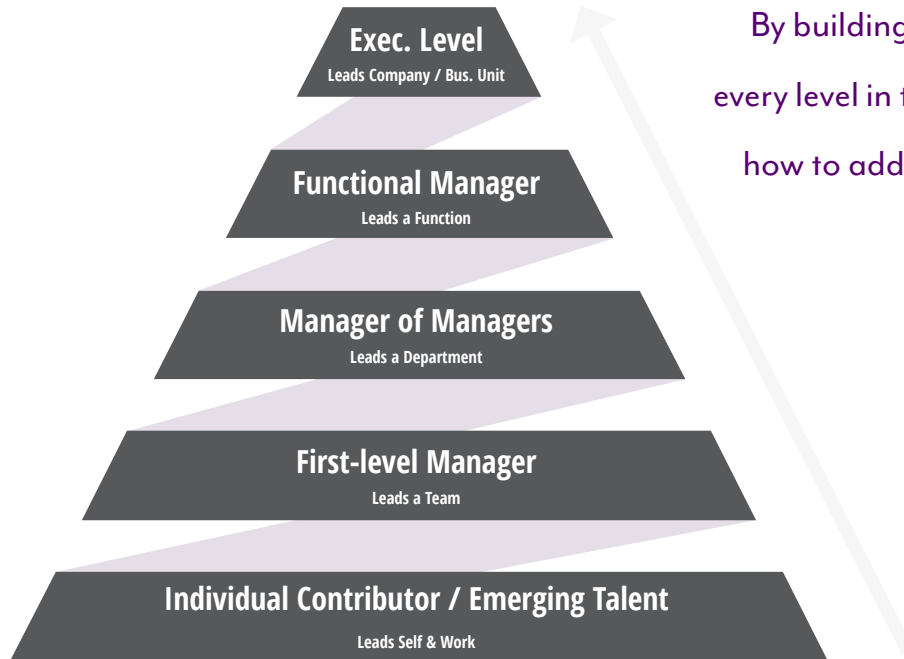 Exec. Level
Leads Company / Bus. Unit
By building
every level in t
how to add
Functional Manager
Leads a Function
Manager of Managers
Leads a Department
First-level Manager
Leads a Team
Individual Contributor / Emerging Talent
Leads Self & Work